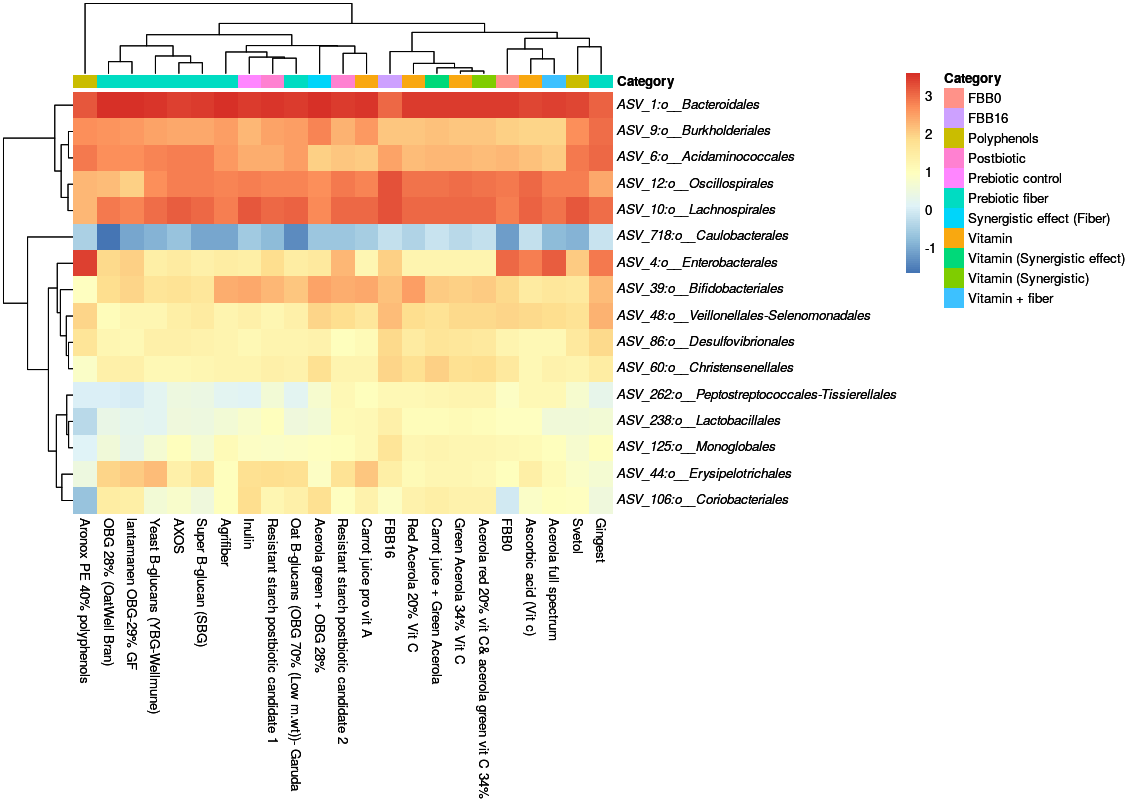 Category
ASV_1:o__Bacteroidales
ASV_9:o__Burkholderiales
ASV_6:o__Acidaminococcales
ASV_12:o__Oscillospirales
ASV_10:o__Lachnospirales
ASV_718:o__Caulobacterales
ASV_4:o__Enterobacterales
ASV_39:o__Bifidobacteriales
ASV_48:o__Veillonellales-Selenomonadales
ASV_86:o__Desulfovibrionales
ASV_60:o__Christensenellales
ASV_262:o__Peptostreptococcales-Tissierellales
ASV_238:o__Lactobacillales
ASV_125:o__Monoglobales
ASV_44:o__Erysipelotrichales
ASV_106:o__Coriobacteriales
Aronox PE 40% polyphenols
OBG 28% (OatWell Bran)
lantamanen OBG-29% GF
Yeast B-glucans (YBG-Wellmune)
AXOS
Super B-glucan (SBG)
Agrifiber
Inulin
Resistant starch postbiotic candidate 1
Oat B-glucans (OBG 70% (Low m.wt))- Garuda
Acerola green + OBG 28%
Resistant starch postbiotic candidate 2
Carrot juice pro vit A
FBB16
Red Acerola 20% Vit C
Carrot juice + Green Acerola
Green Acerola 34% Vit C
Acerola red 20% vit C& acerola green vit C 34%
FBB0
Ascorbic acid (Vit c)
Acerola full spectrum
Svetol
Gingest
3
2
1
0
-1
Category
FBB0
FBB16
Polyphenols
Postbiotic
Prebiotic control
Prebiotic fiber
Synergistic effect (Fiber)
Vitamin
Vitamin (Synergistic effect)
Vitamin (Synergistic)
Vitamin + fiber